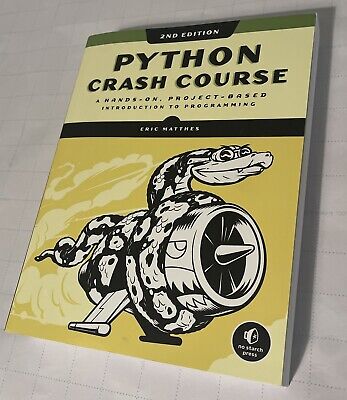 2ND EDITION
PYTHON
CRASH COURSE
A HANDS-ON, PROJECT-BASED
INTRODUCTION TO PROGRAMMING
ERIC MATTHES
no starch
press